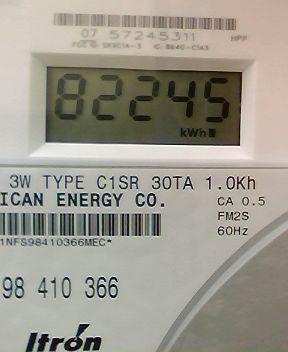 07 57245311
82245
kWh
3W TYPE C1SR 30TA 1.0Kh
ICAN ENERGY CO.
CA 0.5
FM2S
60Hz
1NFS98410366MEC*
98 410 366
Itrón